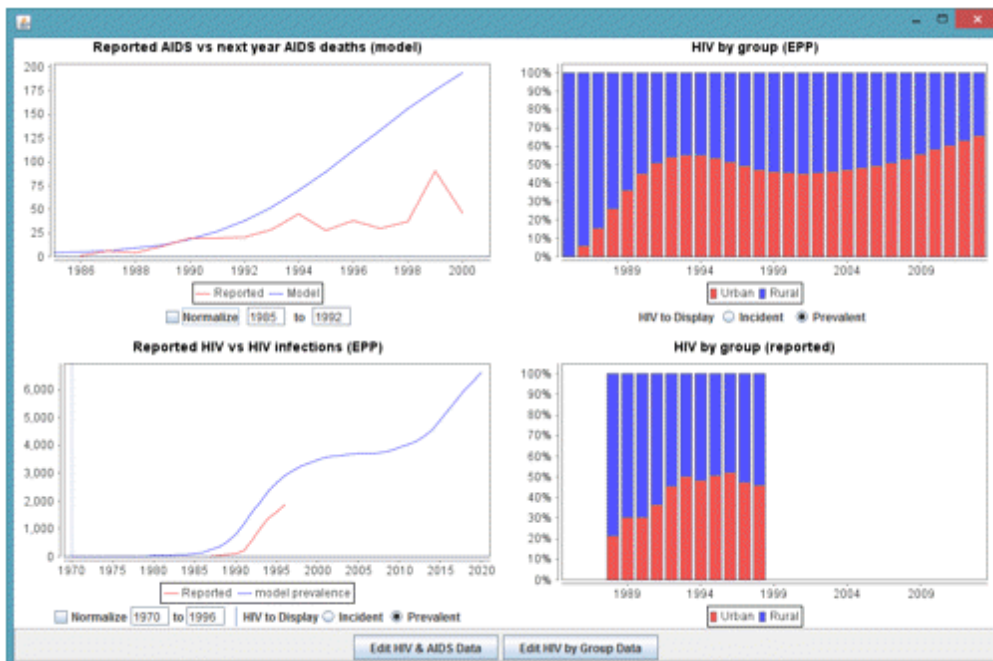 Reported AIDS vs next year AIDS deaths (model)
200
175
150
125
100
75
50
25
0
1986 1988 1990 1992 1994 1996 1998 2000
Reported Model
Normalize 1985 to 1992
HIV by group (EPP)
100%
90%
80%
70%
60%
50%
40%
30%
20%
10%
0%
1989 1994 1999 2004 2009
Urban Rural
HIV to Display Incident Prevalent
Reported HIV vs HIV infections (EPP)
6,000
5,000
4,000
3,000
2,000
1,000
0
1970 1975 1980 1985 1990 1995 2000 2005 2010 2015 2020
Reported model prevalence
Normalize 1970 to 1996 HIV to Display Incident Prevalent
HIV by group (reported)
100%
90%
80%
70%
60%
50%
40%
30%
20%
10%
0%
1989 1994 1999 2004 2009
Urban Rural
Edit HIV & AIDS Data Edit HIV by Group Data